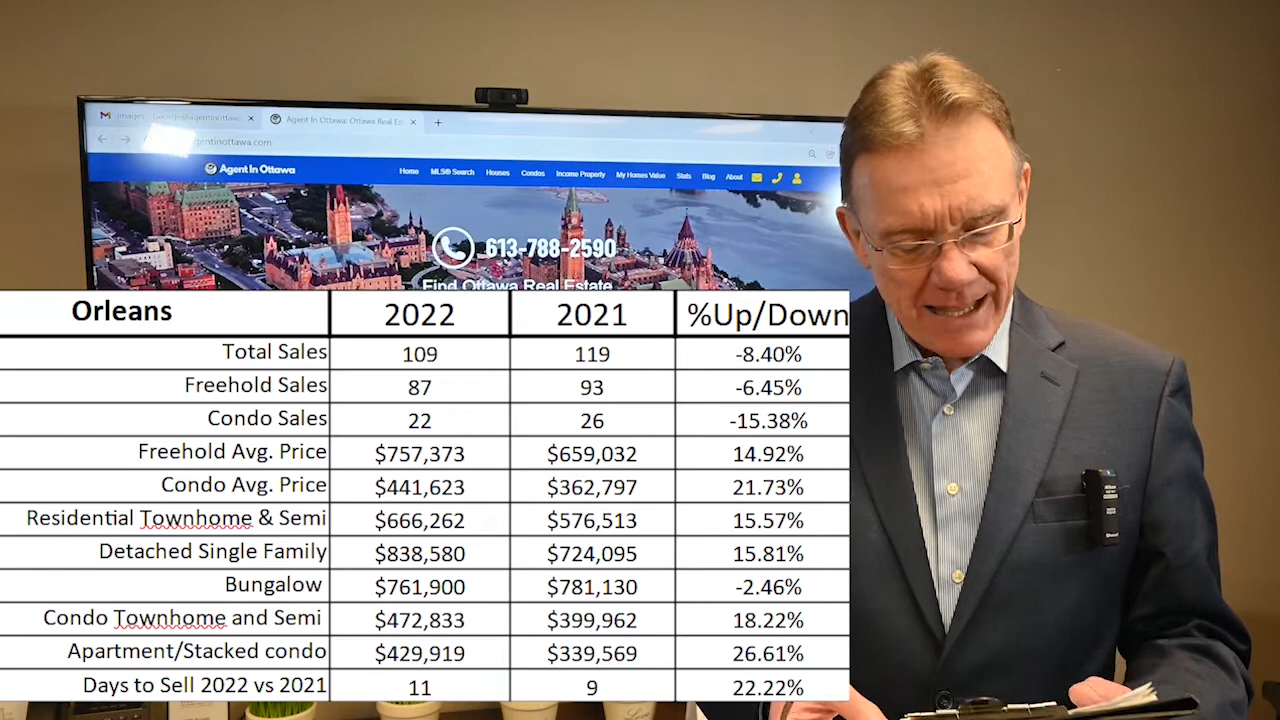 images - George@agentinottawa
Agent In Ottawa: Ottawa Real Est
gentinottawa.com
Agent In Ottawa
Home MLS® Search Houses Condos Income Property My Homes Value Stats Blog About
613-788-2590
Find Ottawa Real Estate
Orleans 2022 2021 %Up/Down
Total Sales 109 119 -8.40%
Freehold Sales 87 93 -6.45%
Condo Sales 22 26 -15.38%
Freehold Avg. Price $757,373 $659,032 14.92%
Condo Avg. Price $441,623 $362,797 21.73%
Residential Townhome & Semi $666,262 $576,513 15.57%
Detached Single Family $838,580 $724,095 15.81%
Bungalow $761,900 $781,130 -2.46%
Condo Townhome and Semi $472,833 $399,962 18.22%
Apartment/Stacked condo $429,919 $339,569 26.61%
Days to Sell 2022 vs 2021 11 9 22.22%